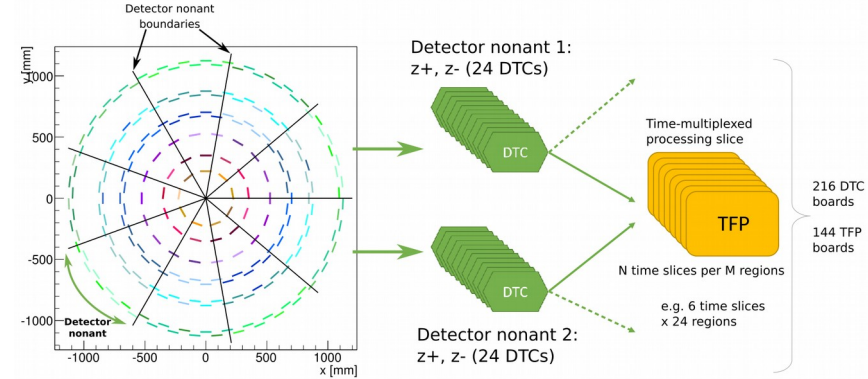 Detector nonant
boundaries
y[mm]
1000
500
0
-500
-1000
-1000
-500
0
500
1000
x [mm]
Detector
nonant
Detector nonant 1:
z+, z- (24 DTCs)
DTC
DTC
Detector nonant 2:
z+, z- (24 DTCs)
Time-multiplexed
processing slice
TFP
N time slices per M regions
e.g. 6 time slices
x 24 regions
216 DTC
boards
144 TFP
boards